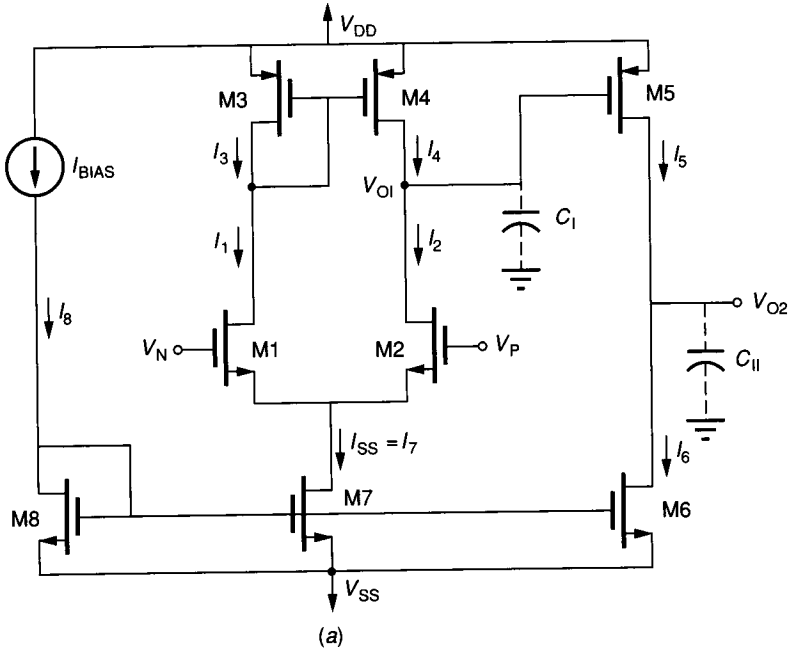 V_DD
M3
M4
M5
I_BIAS
I_3
I_4
I_5
V_OI
C_I
I_1
I_2
I_8
V_N
M1
M2
V_P
V_O2
C_II
I_SS = I_7
I_6
M8
M7
M6
V_SS
(a)